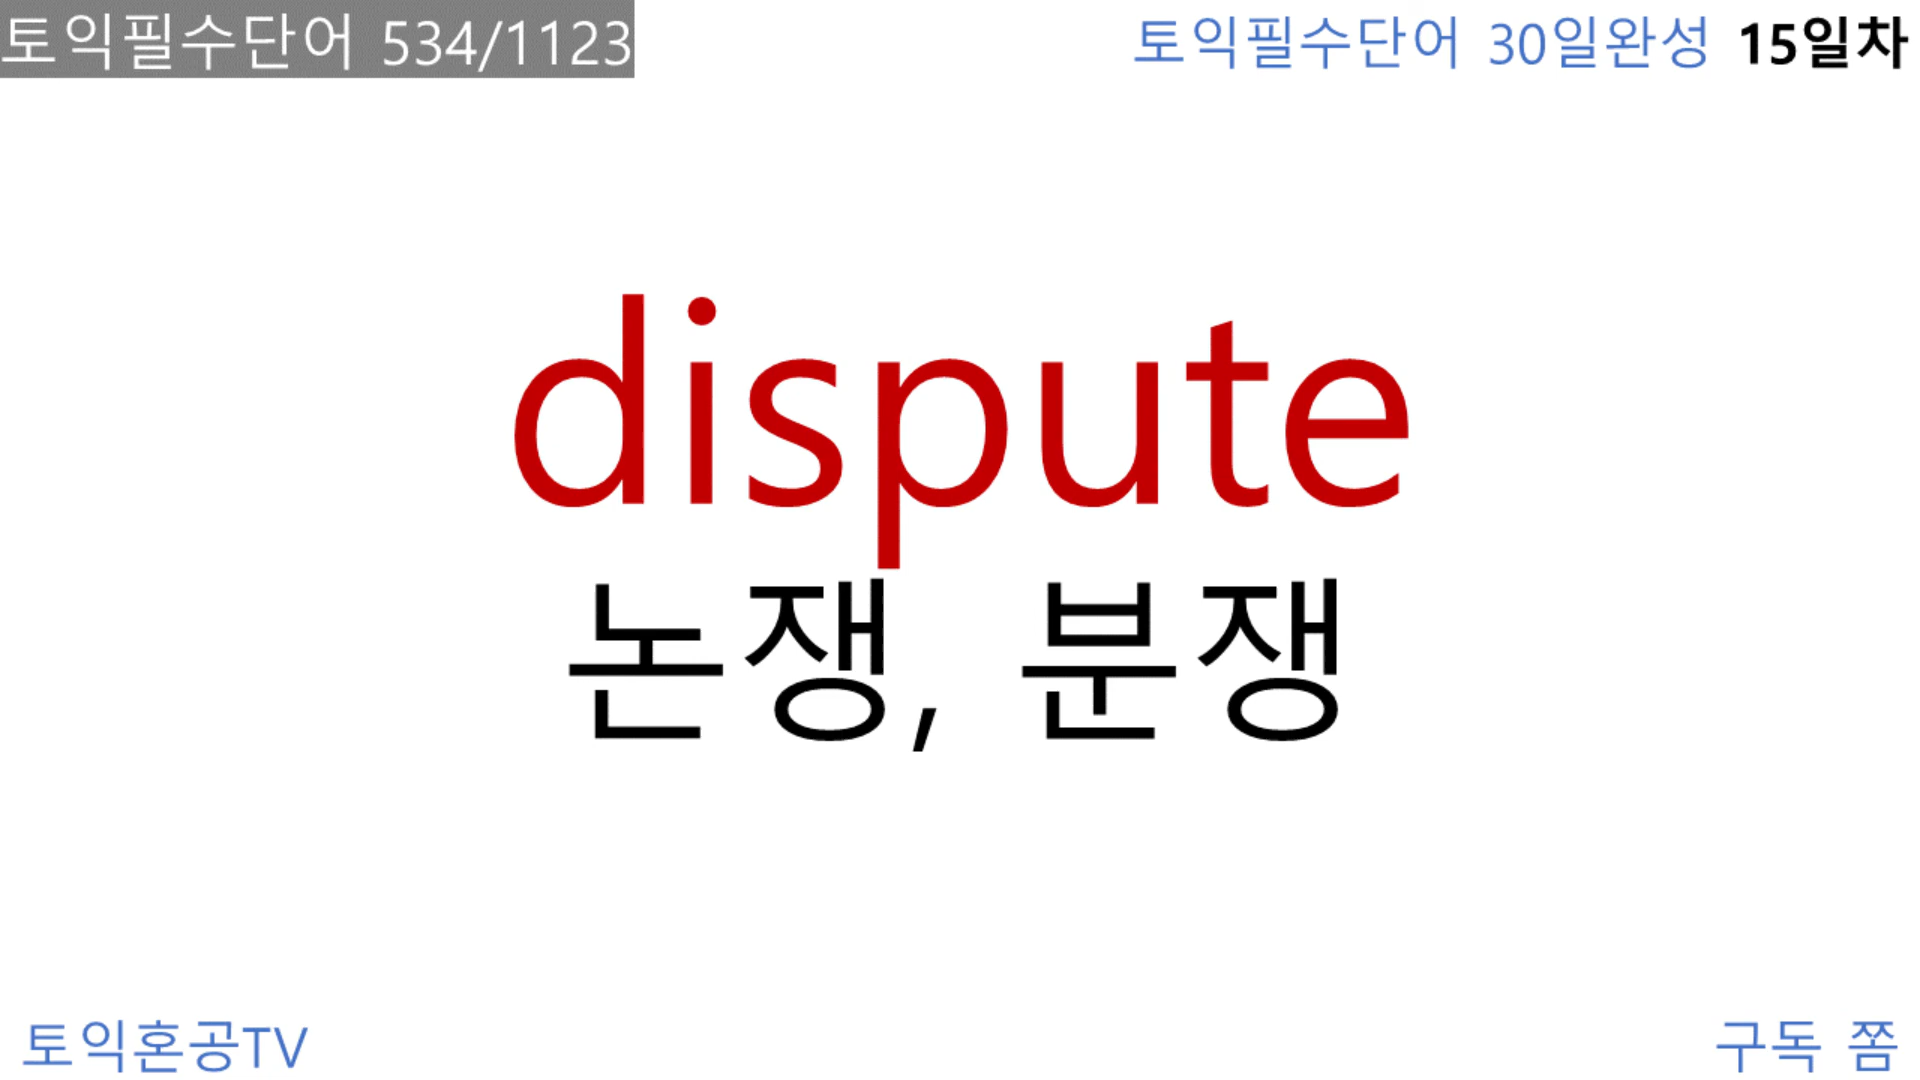 토익필수단어 534/1123
토익필수단어 30일완성 15일차
dispute
논쟁, 분쟁
토익혼공TV
구독 쫌